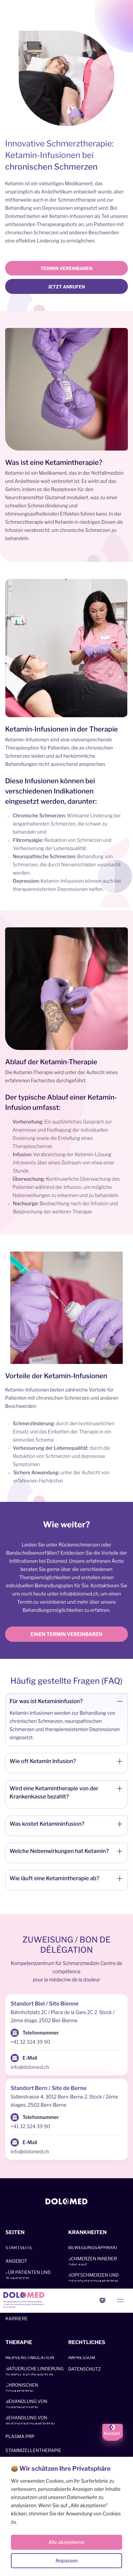 Innovative Schmerztherapie:
Ketamin-Infusionen bei
chronischen Schmerzen
Ketamin ist ein vielseitiges Medikament, das
ursprünglich als Anästhetikum entwickelt wurde, aber
mittlerweile auch in der Schmerztherapie und zur
Behandlung von Depressionen eingesetzt wird. Bei
Dolomed bieten wir Ketamin-Infusionen als Teil unseres
umfassenden Therapieangebots an, um Patienten mit
chronischen Schmerzen und anderen Beschwerden
eine effektive Linderung zu ermöglichen.
TERMIN VEREINBAREN
JETZT ANRUFEN
Was ist eine Ketamintherapie?
Ketamin ist ein Medikament, das in der Notfallmedizin
und Anästhesie weit verbreitet ist. Es wirkt auf das
Gehirn, indem es die Rezeptoren für den
Neurotransmitter Glutamat moduliert, was zu einer
schnellen Schmerzlinderung und
stimmungsaufhellenden Effekten führen kann. In der
Schmerztherapie wird Ketamin in niedrigen Dosen als
Infusion verabreicht, um chronische Schmerzen zu
behandeln.
Ketamin-Infusionen in der Therapie
Ketamin-Infusionen sind eine vielversprechende
Therapieoption für Patienten, die an chronischen
Schmerzen leiden und auf herkömmliche
Behandlungen nicht ausreichend ansprechen.
Diese Infusionen können bei
verschiedenen Indikationen
eingesetzt werden, darunter:
Chronische Schmerzen: Wirksame Linderung bei
langanhaltenden Schmerzen, die schwer zu
behandeln sind.
Fibromyalgie: Reduktion von Schmerzen und
Verbesserung der Lebensqualität.
Neuropathische Schmerzen: Behandlung von
Schmerzen, die durch Nervenschäden verursacht
werden.
Depression: Ketamin-Infusionen können auch bei
therapieresistenten Depressionen helfen.
Ablauf der Ketamin-Therapie
Die Ketamin-Therapie wird unter der Aufsicht eines
erfahrenen Facharztes durchgeführt.
Der typische Ablauf einer Ketamin-
Infusion umfasst:
Vorbereitung: Ein ausführliches Gespräch zur
Anamnese und Festlegung der individuellen
Dosierung sowie die Erstellung eines
Therapieschemas.
Infusion: Verabreichung der Ketamin-Lösung
intravenös über einen Zeitraum von etwa einer
Stunde.
Überwachung: Kontinuierliche Überwachung des
Patienten während der Infusion, um mögliche
Nebenwirkungen zu erkennen und zu behandeln.
Nachsorge: Beobachtung nach der Infusion und
Besprechung der weiteren Therapie
Vorteile der Ketamin-Infusionen
Ketamin-Infusionen bieten zahlreiche Vorteile für
Patienten mit chronischen Schmerzen und anderen
Beschwerden:
Schmerzlinderung: durch den kontinuierlichen
Einsatz und das Einbetten der Therapie in ein
sinnvolles Schema
Verbesserung der Lebensqualität: durch die
Reduktion von Schmerzen und depressive
Symptomen
Sichere Anwendung: unter der Aufsicht von
erfahrenen Fachärzten
Wie weiter?
Leiden Sie unter Rückenschmerzen oder
Bandscheibenvorfällen? Entdecken Sie die Vorteile der
Infiltrationen bei Dolomed. Unsere erfahrenen Ärzte
beraten Sie gerne über die verschiedenen
Therapiemöglichkeiten und erstellen einen
individuellen Behandlungsplan für Sie. Kontaktieren Sie
uns noch heute unter info@dolomed.ch, um einen
Termin zu vereinbaren und mehr über unsere
Behandlungsmöglichkeiten zu erfahren.
EINEN TERMIN VEREINBAREN
Häufig gestellte Fragen (FAQ)
Für was ist Ketamininfusion?
Ketamin-Infusionen werden zur Behandlung von
chronischen Schmerzen, neuropathischen
Schmerzen und therapieresistenten Depressionen
eingesetzt.
Wie oft Ketamin Infusion?
Wird eine Ketamintherapie von der
Krankenkasse bezahlt?
Was kostet Ketamininfusion?
Welche Nebenwirkungen hat Ketamin?
Wie läuft eine Ketamintherapie ab?
ZUWEISUNG / BON DE
DÉLÉGATION
Kompetenzzentrum für Schmerzmedizin Centre de
compétence
pour la médecine de la douleur
Standort Biel / Site Bienne
Bahnhofplatz 2C / Place de la Gare 2C 2. Stock /
2ème étage, 2502 Biel-Bienne
Telefonnummer
+41 32 324 39 90
E-Mail
info@dolomed.ch
Standort Bern / Site de Berne
Seilerstrasse 4, 3012 Bern-Berne 2. Stock / 2ème
étages, 2502 Bern-Berne
Telefonnummer
+41 32 324 39 90
E-Mail
info@dolomed.ch
DOLOMED
SEITEN
KRANKHEITEN
STARTSEITE
BEWEGUNGSAPPARAT
ANGEBOT
SCHMERZEN INNERER
FÜR PATIENTEN UND
KOPFSCHMERZEN UND
DOLOMED
KARRIERE
THERAPIE
RECHTLICHES
NERVENSTIMULATION
IMPRESSUM
NATUERLICHE LINDERUNG
DATENSCHUTZ
CHRONISCHEN
BEHANDLUNG VON
BEHANDLUNG VON
Kontakt
PLASMA PRP
STAMMZELLENTHERAPIE
🍪 Wir schätzen Ihre Privatsphäre
Wir verwenden Cookies, um Ihr Surferlebnis zu
verbessern, Ihnen personalisierte Werbung oder
Inhalte anzuzeigen und unseren Datenverkehr zu
analysieren. Wenn Sie auf „Alle akzeptieren“
klicken, stimmen Sie der Anwendung von Cookies
zu.
Alle akzeptieren
Anpassen